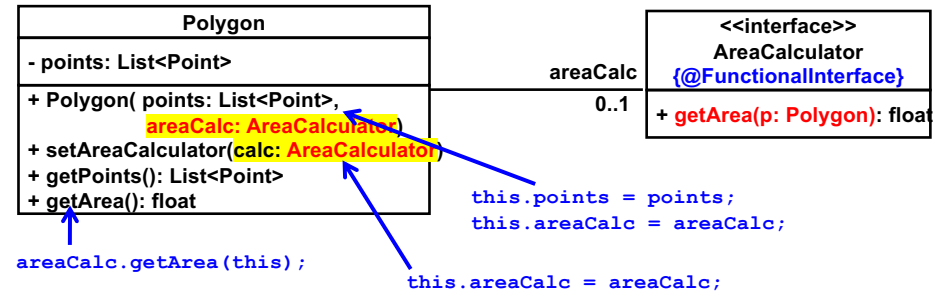 Polygon
- points: List<Point>
+ Polygon( points: List<Point>,
areaCalc: AreaCalculator)
+ setAreaCalculator(calc: AreaCalculator)
+ getPoints(): List<Point>
+ getArea(): float
areaCalc
0..1
<<interface>>
AreaCalculator
{@FunctionalInterface}
+ getArea(p: Polygon): float
this.points = points;
this.areaCalc = areaCalc;
areaCalc.getArea(this);
this.areaCalc = areaCalc;